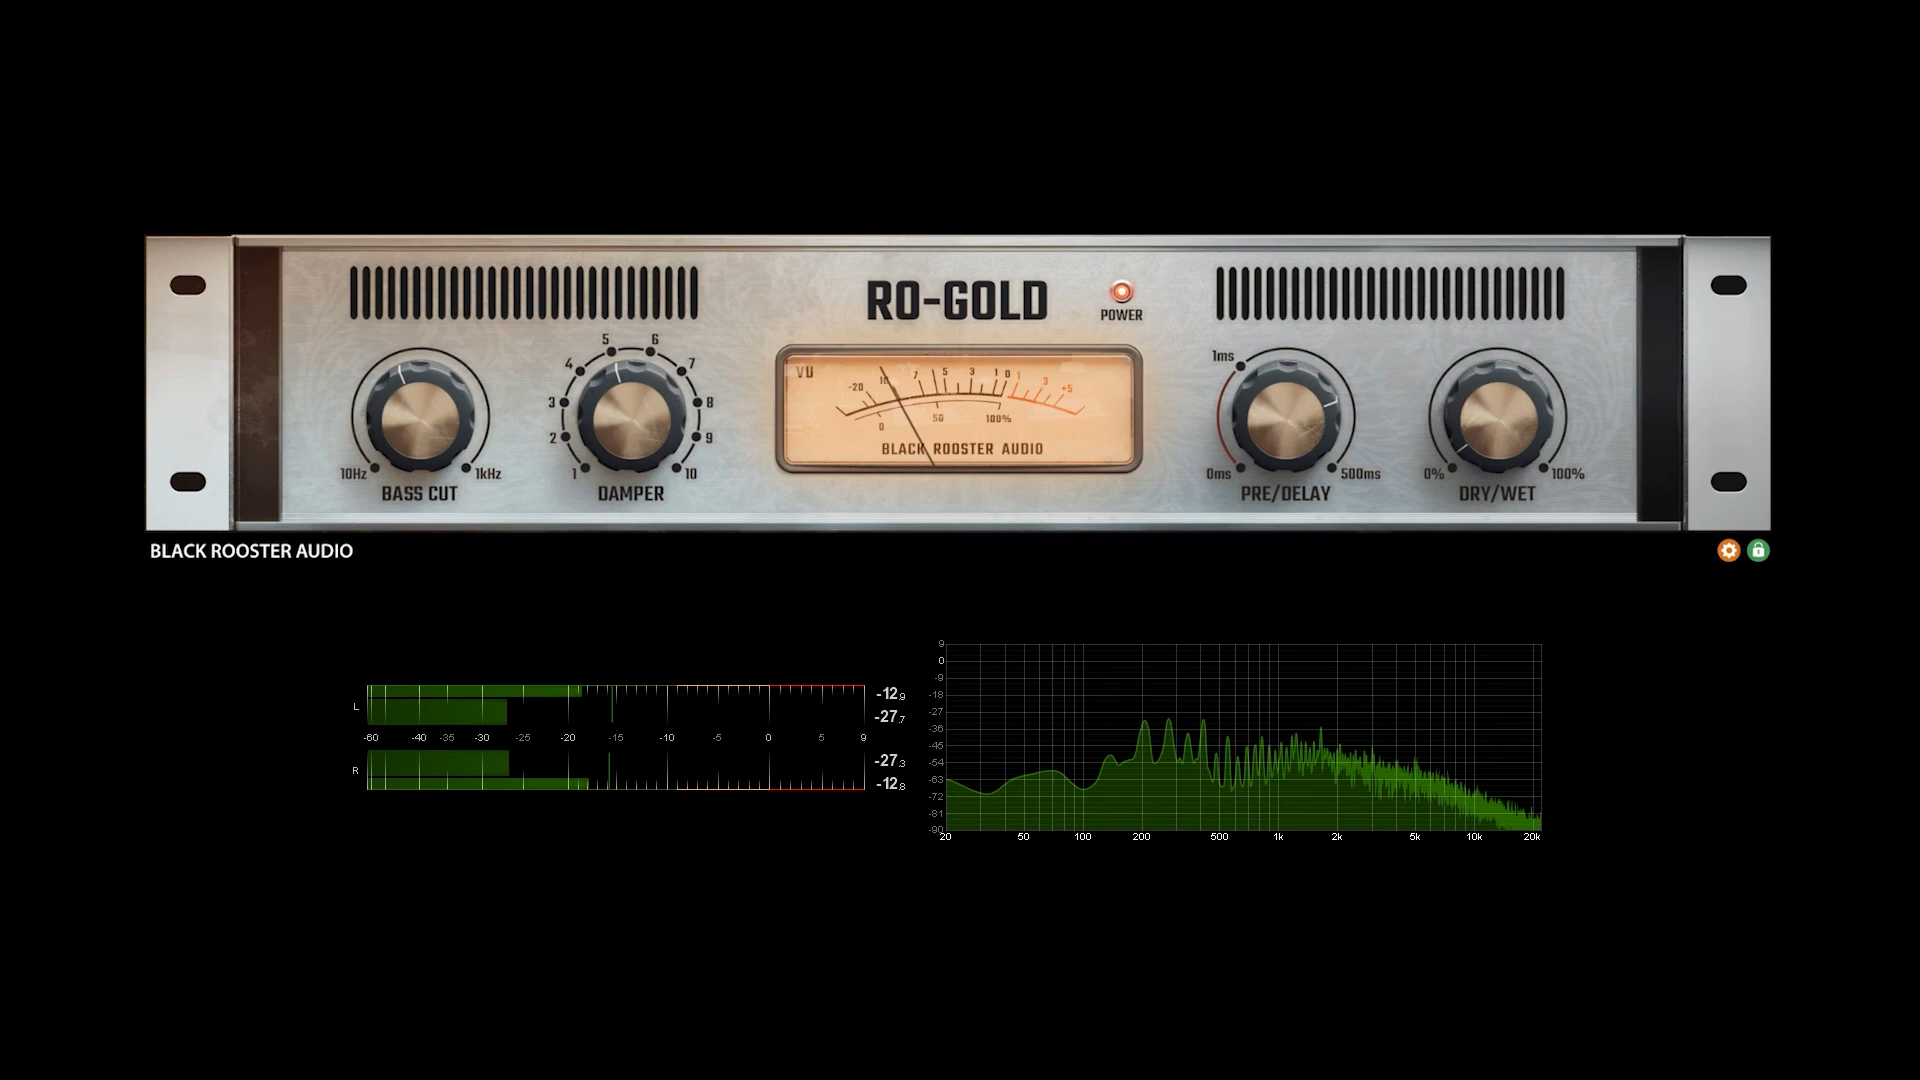 RO-GOLD
POWER
5 6
4 7
3 8
2 9
1 10
10Hz 1kHz
BASS CUT
DAMPER
VU
-20 10 7 5 3 1 0 1 3 +5
0 50 100%
BLACK ROOSTER AUDIO
1ms
0ms 500ms
PRE/DELAY
0% 100%
DRY/WET
BLACK ROOSTER AUDIO
L
-12.9
-27.7
-60 -40 -35 -30 -25 -20 -15 -10 -5 0 5 9
R
-27.3
-12.8
9
0
-9
-18
-27
-36
-45
-54
-63
-72
-81
-90
20 50 100 200 500 1k 2k 5k 10k 20k